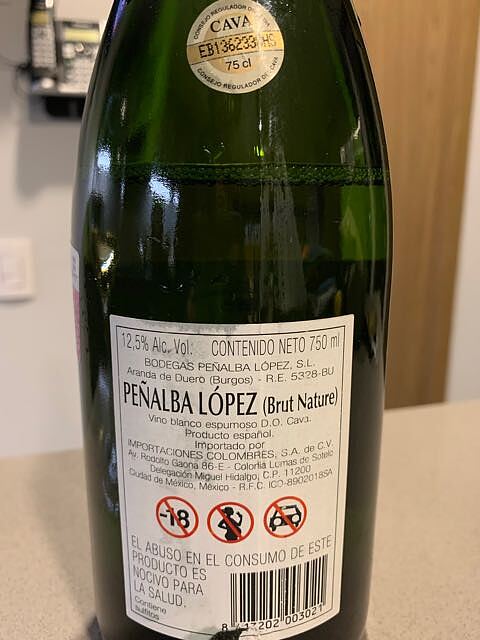 CONSEJO REGULADOR DEL CAVA
CAVA
75 cl
CONSEJO REGULADOR DEL CAVA
12,5% Alc. Vol. CONTENIDO NETO 750 ml
BODEGAS PEÑALBA LÓPEZ, S.L.
Aranda de Duero (Burgos) - R.E. 5328-BU
PEÑALBA LÓPEZ (Brut Nature)
Vino blanco espumoso D.O. Cava.
Producto español.
Importado por
IMPORTACIONES COLOMBRES, S.A. de C.V.
Av. Rodolfo Gaona 86-E - Colonia Lomas de Sotelo
Delegación Miguel Hidalgo, C.P. 11200
Ciudad de México, México - R.F.C. ICO-8902018SA
-18
EL ABUSO EN EL CONSUMO DE ESTE
PRODUCTO ES
NOCIVO PARA
LA SALUD.
Contiene
sulfitos
003021